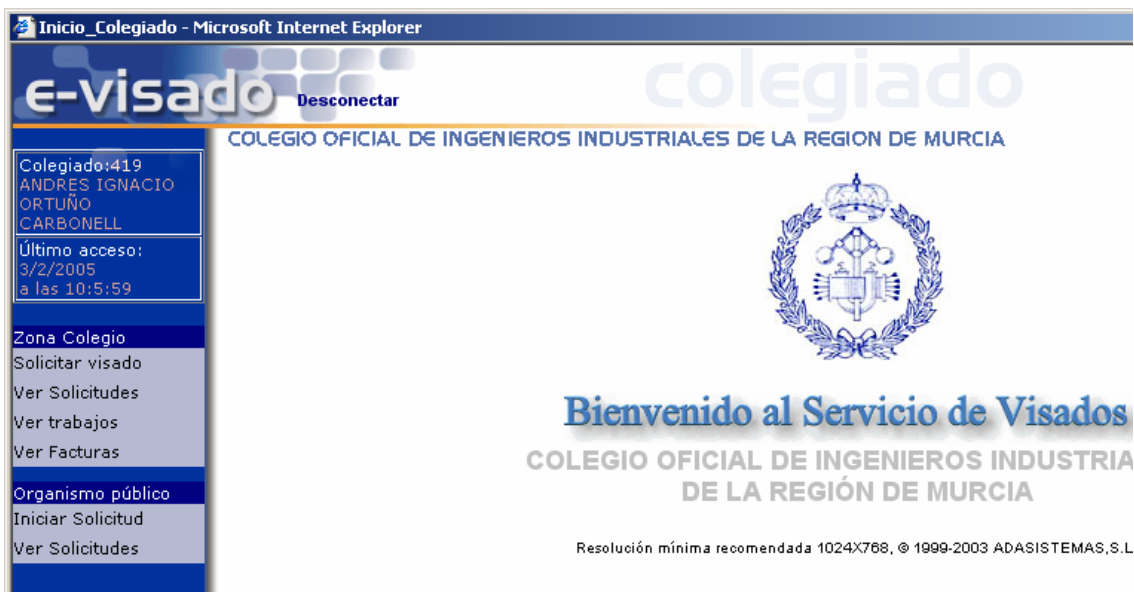 Inicio_Colegiado - Microsoft Internet Explorer
e-visado
Desconectar
colegiado
COLEGIO OFICIAL DE INGENIEROS INDUSTRIALES DE LA REGION DE MURCIA
Colegiado:419
ANDRES IGNACIO
ORTUÑO
CARBONELL
Último acceso:
3/2/2005
a las 10:5:59
Zona Colegio
Solicitar visado
Ver Solicitudes
Ver trabajos
Ver Facturas
Organismo público
Iniciar Solicitud
Ver Solicitudes
Bienvenido al Servicio de Visados
COLEGIO OFICIAL DE INGENIEROS INDUSTRIA
DE LA REGIÓN DE MURCIA
Resolución mínima recomendada 1024X768, © 1999-2003 ADASISTEMAS,S.L